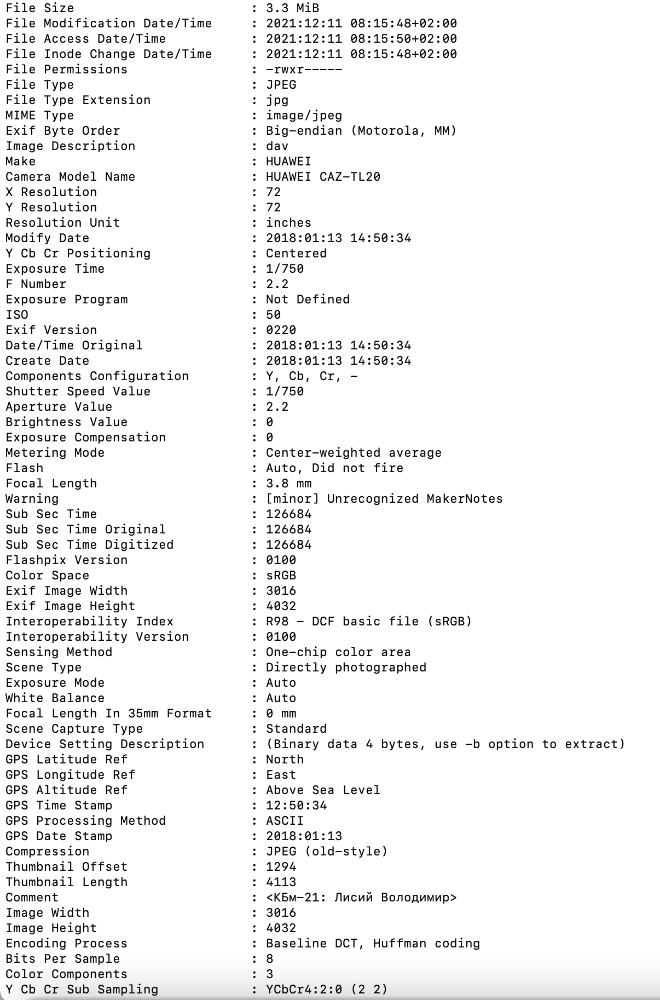 File Size : 3.3 MiB
File Modification Date/Time : 2021:12:11 08:15:48+02:00
File Access Date/Time : 2021:12:11 08:15:50+02:00
File Inode Change Date/Time : 2021:12:11 08:15:48+02:00
File Permissions : -rwxr-----
File Type : JPEG
File Type Extension : jpg
MIME Type : image/jpeg
Exif Byte Order : Big-endian (Motorola, MM)
Image Description : dav
Make : HUAWEI
Camera Model Name : HUAWEI CAZ-TL20
X Resolution : 72
Y Resolution : 72
Resolution Unit : inches
Modify Date : 2018:01:13 14:50:34
Y Cb Cr Positioning : Centered
Exposure Time : 1/750
F Number : 2.2
Exposure Program : Not Defined
ISO : 50
Exif Version : 0220
Date/Time Original : 2018:01:13 14:50:34
Create Date : 2018:01:13 14:50:34
Components Configuration : Y, Cb, Cr, -
Shutter Speed Value : 1/750
Aperture Value : 2.2
Brightness Value : 0
Exposure Compensation : 0
Metering Mode : Center-weighted average
Flash : Auto, Did not fire
Focal Length : 3.8 mm
Warning : [minor] Unrecognized MakerNotes
Sub Sec Time : 126684
Sub Sec Time Original : 126684
Sub Sec Time Digitized : 126684
Flashpix Version : 0100
Color Space : sRGB
Exif Image Width : 3016
Exif Image Height : 4032
Interoperability Index : R98 - DCF basic file (sRGB)
Interoperability Version : 0100
Sensing Method : One-chip color area
Scene Type : Directly photographed
Exposure Mode : Auto
White Balance : Auto
Focal Length In 35mm Format : 0 mm
Scene Capture Type : Standard
Device Setting Description : (Binary data 4 bytes, use -b option to extract)
GPS Latitude Ref : North
GPS Longitude Ref : East
GPS Altitude Ref : Above Sea Level
GPS Time Stamp : 12:50:34
GPS Processing Method : ASCII
GPS Date Stamp : 2018:01:13
Compression : JPEG (old-style)
Thumbnail Offset : 1294
Thumbnail Length : 4113
Comment : <КБм-21: Лисий Володимир>
Image Width : 3016
Image Height : 4032
Encoding Process : Baseline DCT, Huffman coding
Bits Per Sample : 8
Color Components : 3
Y Cb Cr Sub Sampling : YCbCr4:2:0 (2 2)